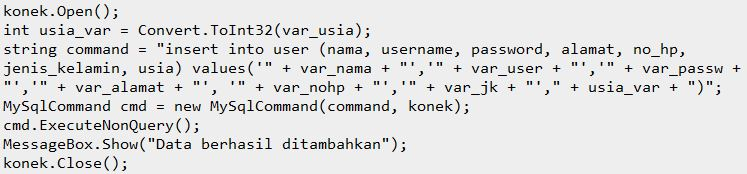 konek.Open();
int usia_var = Convert.ToInt32(var_usia);
string command = "insert into user (nama, username, password, alamat, no_hp,
jenis_kelamin, usia) values('" + var_nama + "','" + var_user + "','" + var_passw +
"','" + var_alamat + "', '" + var_nohp + "','" + var_jk + "'," + usia_var + ")";
MySqlCommand cmd = new MySqlCommand(command, konek);
cmd.ExecuteNonQuery();
MessageBox.Show("Data berhasil ditambahkan");
konek.Close();